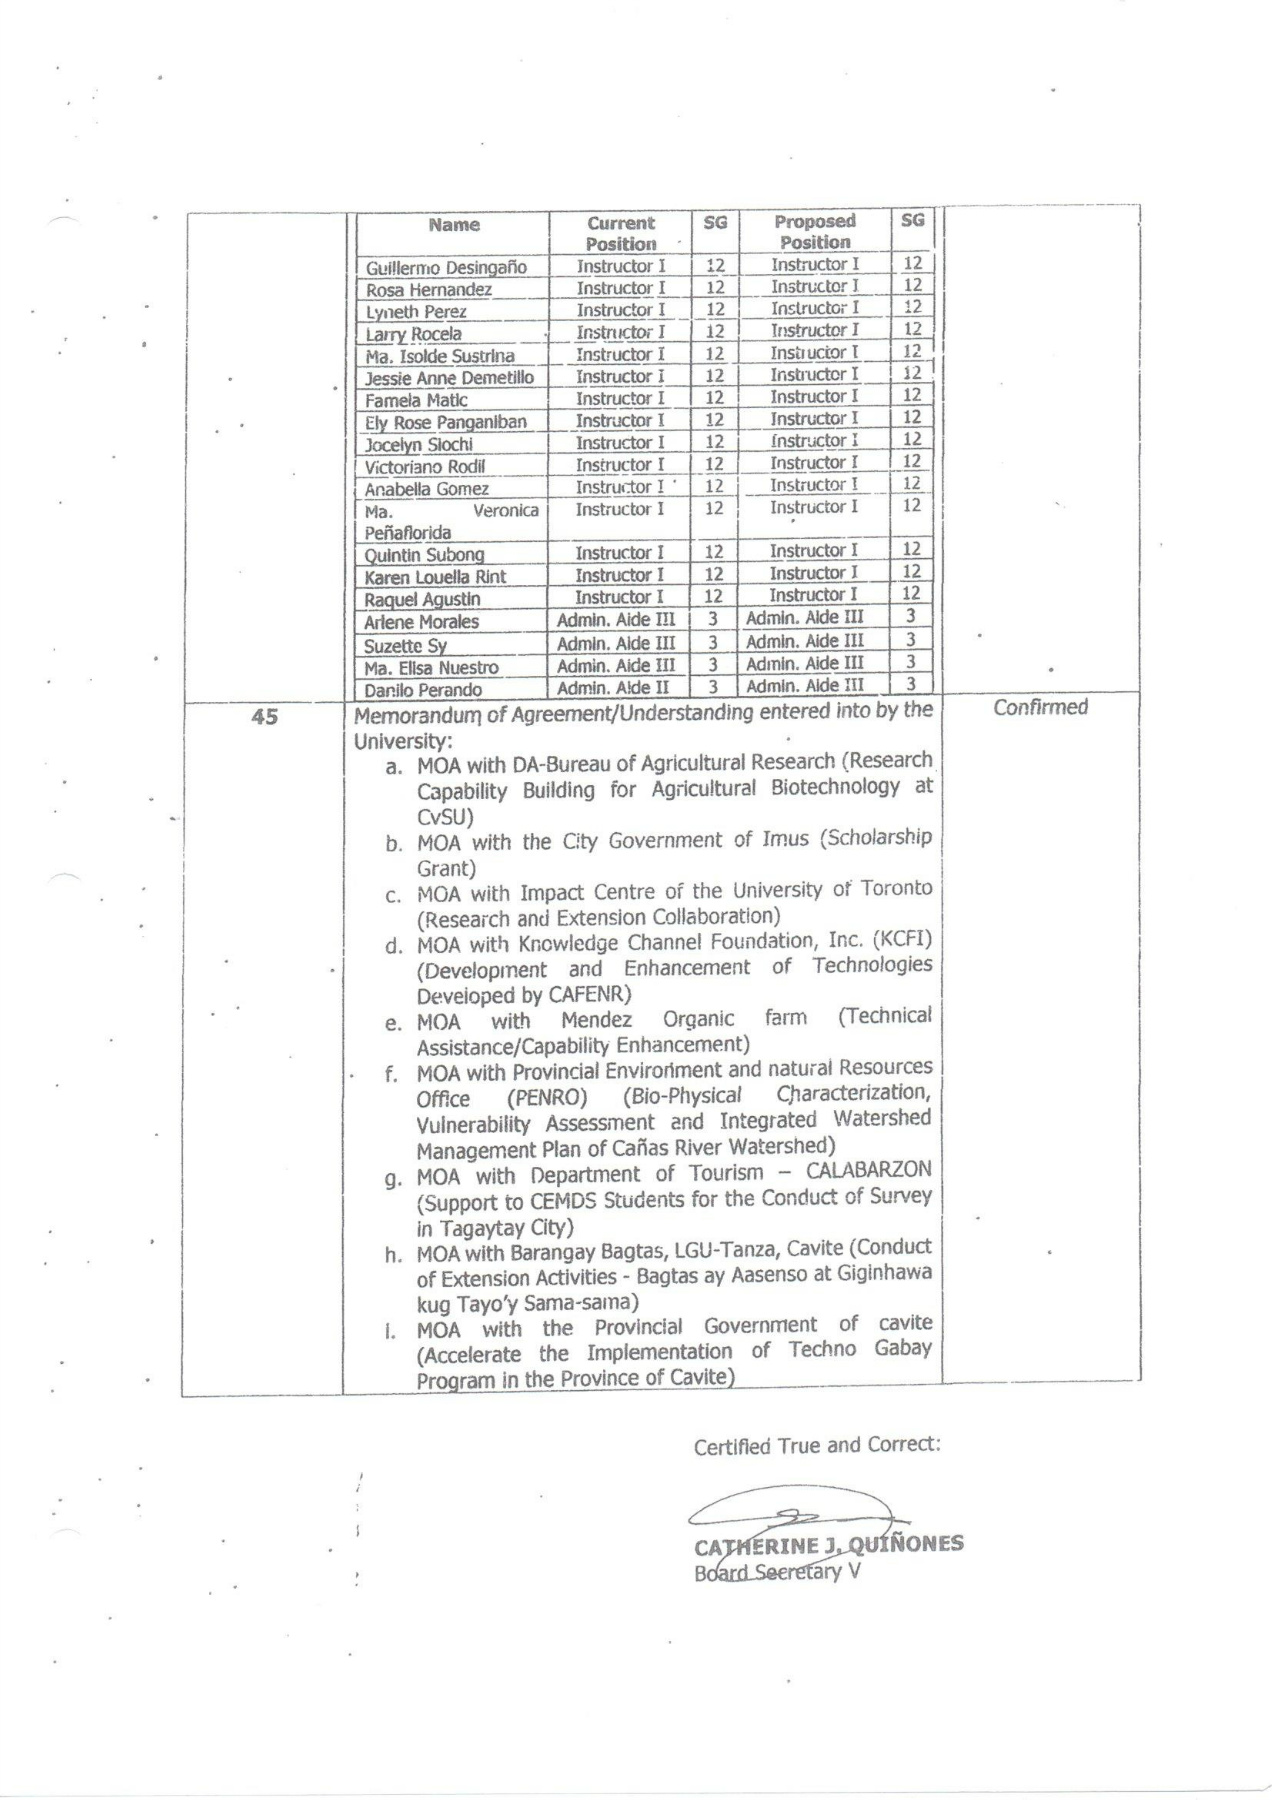 Name Current Position SG Proposed Position SG
Guillermo Desingaño Instructor I 12 Instructor I 12
Rosa Hernandez Instructor I 12 Instructor I 12
Lyneth Perez Instructor I 12 Instructor I 12
Larry Rocela Instructor I 12 Instructor I 12
Ma. Isolde Sustrina Instructor I 12 Instructor I 12
Jessie Anne Demetillo Instructor I 12 Instructor I 12
Famela Matic Instructor I 12 Instructor I 12
Ely Rose Panganiban Instructor I 12 Instructor I 12
Jocelyn Siochi Instructor I 12 Instructor I 12
Victoriano Rodil Instructor I 12 Instructor I 12
Anabella Gomez Instructor I 12 Instructor I 12
Ma. Veronica Instructor I 12 Instructor I 12
Peñaflorida
Quintin Subong Instructor I 12 Instructor I 12
Karen Louella Rint Instructor I 12 Instructor I 12
Raquel Agustin Instructor I 12 Instructor I 12
Arlene Morales Admin. Aide III 3 Admin. Aide III 3
Suzette Sy Admin. Aide III 3 Admin. Aide III 3
Ma. Elisa Nuestro Admin. Aide III 3 Admin. Aide III 3
Danilo Perando Admin. Aide II 3 Admin. Aide III 3
45 Memorandum of Agreement/Understanding entered into by the Confirmed
University:
a. MOA with DA-Bureau of Agricultural Research (Research
Capability Building for Agricultural Biotechnology at
CvSU)
b. MOA with the City Government of Imus (Scholarship
Grant)
c. MOA with Impact Centre of the University of Toronto
(Research and Extension Collaboration)
d. MOA with Knowledge Channel Foundation, Inc. (KCFI)
(Development and Enhancement of Technologies
Developed by CAFENR)
e. MOA with Mendez Organic farm (Technical
Assistance/Capability Enhancement)
f. MOA with Provincial Environment and natural Resources
Office (PENRO) (Bio-Physical Characterization,
Vulnerability Assessment and Integrated Watershed
Management Plan of Cañas River Watershed)
g. MOA with Department of Tourism – CALABARZON
(Support to CEMDS Students for the Conduct of Survey
in Tagaytay City)
h. MOA with Barangay Bagtas, LGU-Tanza, Cavite (Conduct
of Extension Activities - Bagtas ay Aasenso at Giginhawa
kug Tayo'y Sama-sama)
i. MOA with the Provincial Government of cavite
(Accelerate the Implementation of Techno Gabay
Program in the Province of Cavite)
Certified True and Correct:
CATHERINE J. QUIÑONES
Board Secretary V